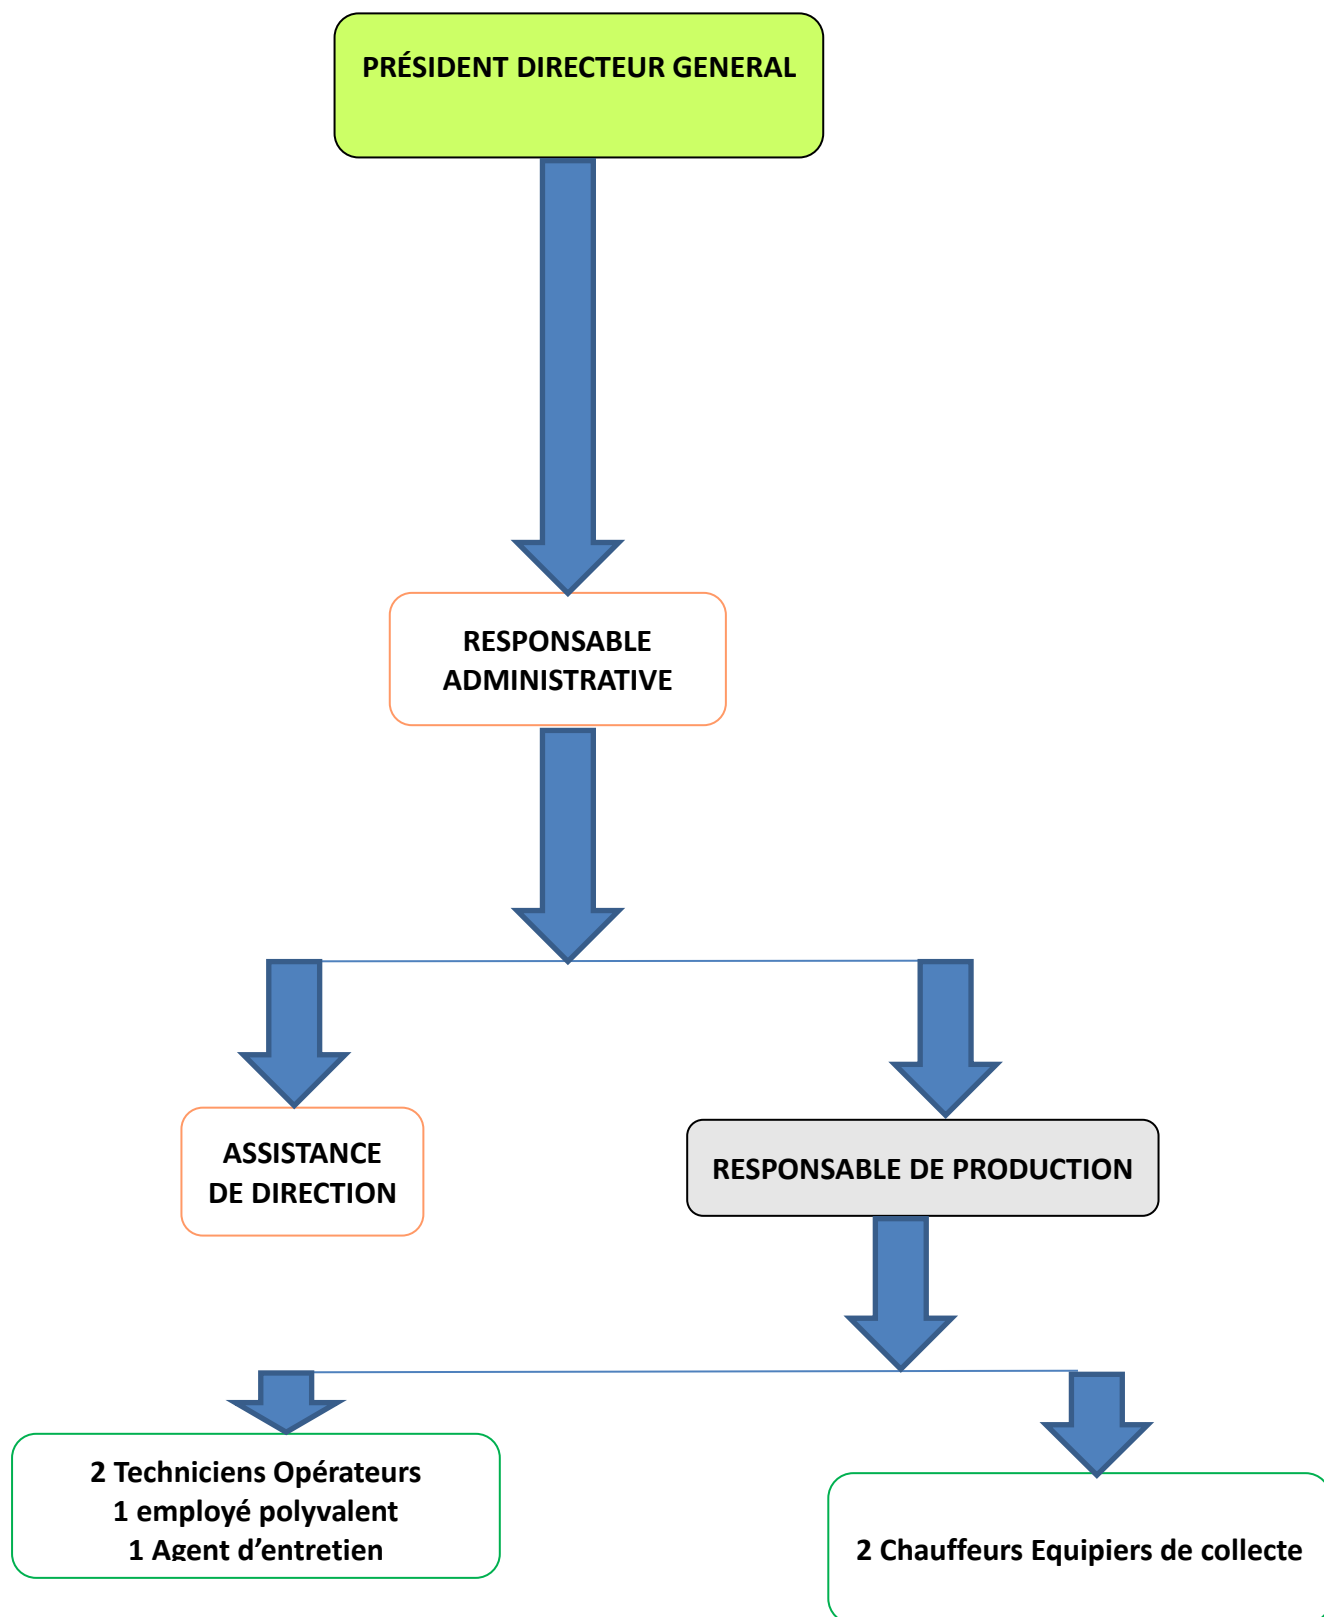 PRÉSIDENT DIRECTEUR GENERAL
RESPONSABLE
ADMINISTRATIVE
ASSISTANCE
DE DIRECTION
RESPONSABLE DE PRODUCTION
2 Techniciens Opérateurs
1 employé polyvalent
1 Agent d’entretien
2 Chauffeurs Equipiers de collecte